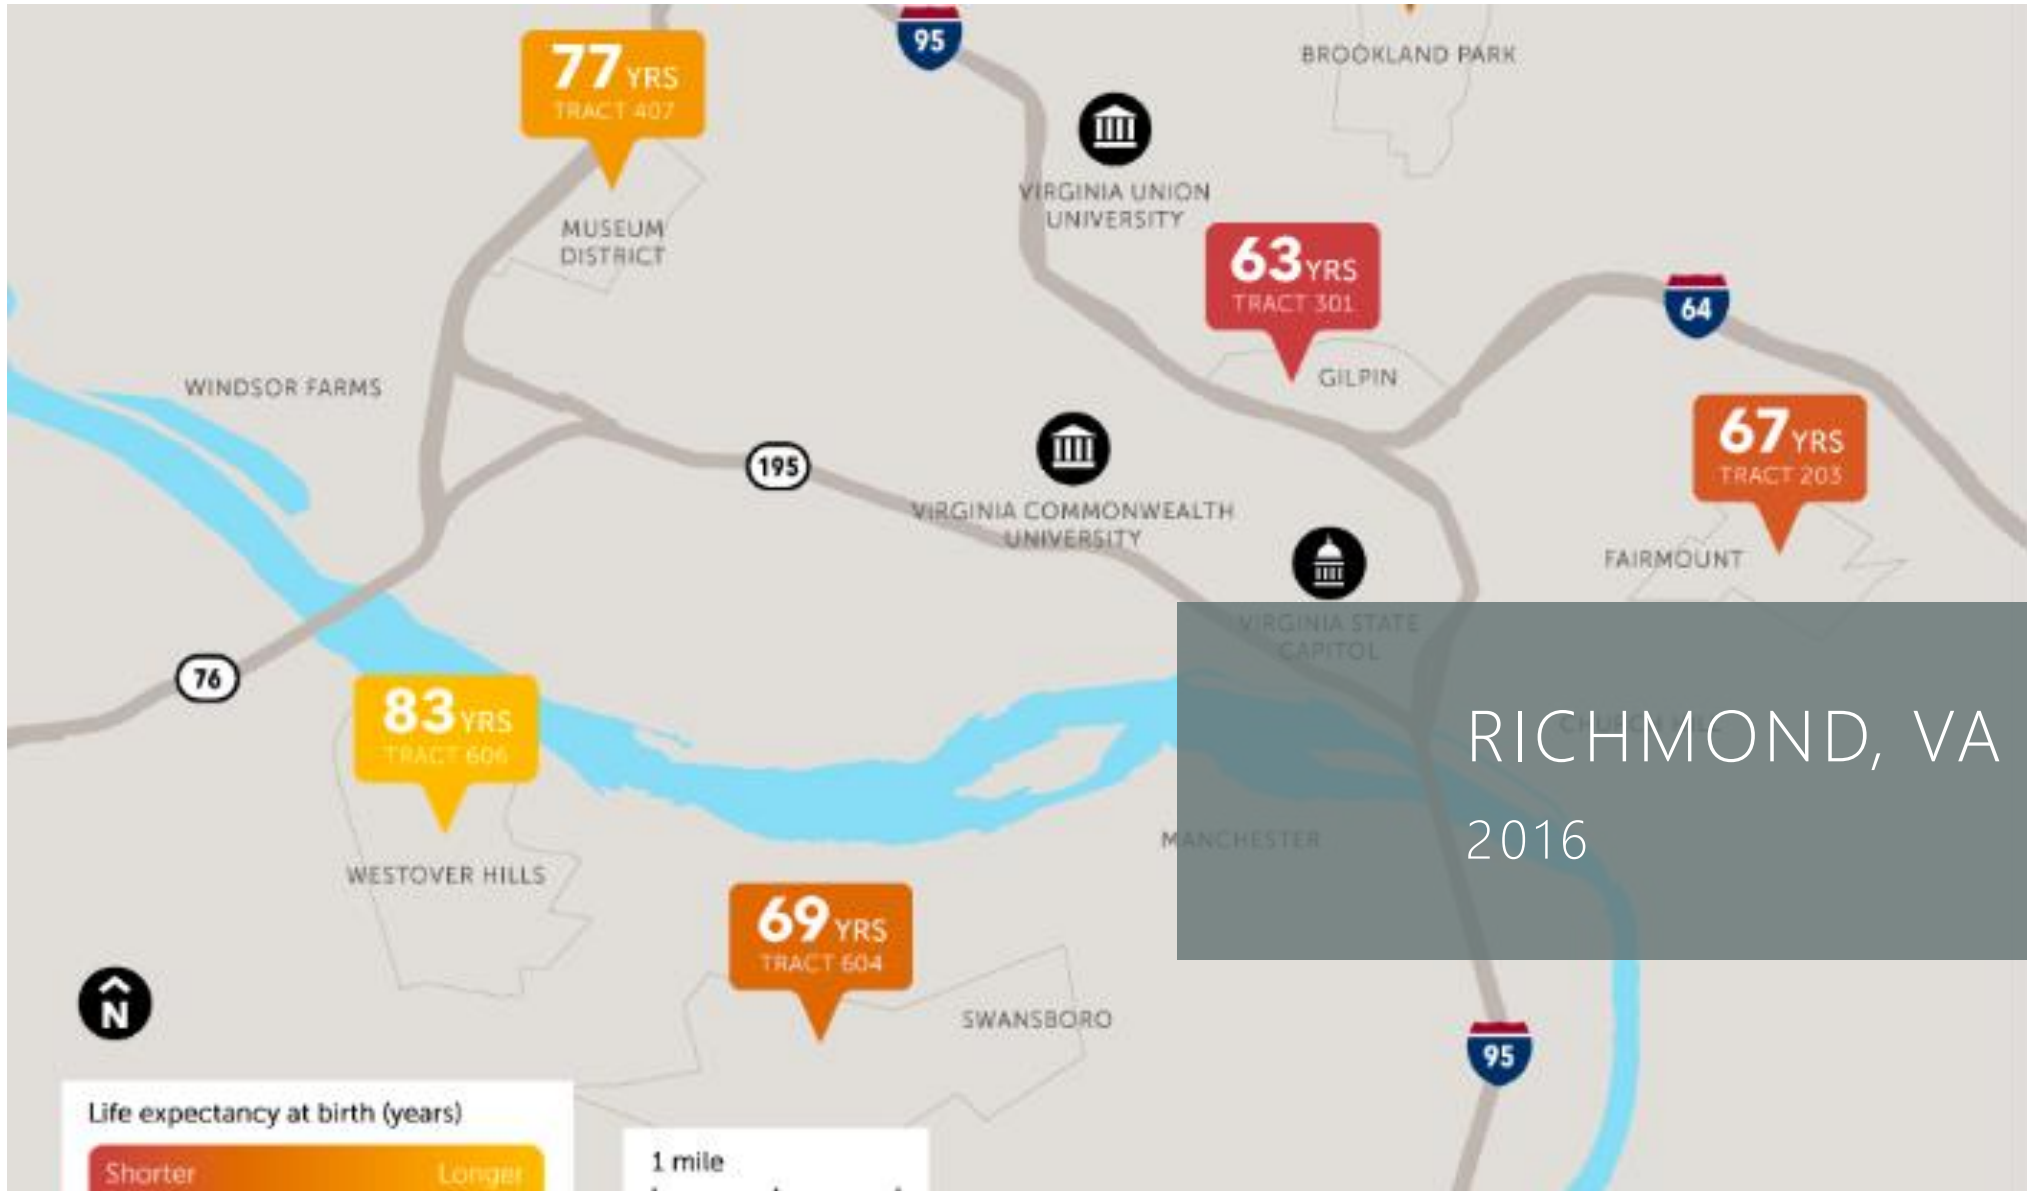 95
BROOKLAND PARK
77 YRS
TRACT 407
VIRGINIA UNION
UNIVERSITY
MUSEUM
DISTRICT
63 YRS
TRACT 301
64
GILPIN
WINDSOR FARMS
67 YRS
TRACT 203
195
VIRGINIA COMMONWEALTH
UNIVERSITY
FAIRMOUNT
VIRGINIA STATE
CAPITOL
76
83 YRS
TRACT 606
CHURCH HILL
RICHMOND, VA
2016
MANCHESTER
WESTOVER HILLS
69 YRS
TRACT 604
N
SWANSBORO
95
Life expectancy at birth (years)
Shorter Longer
1 mile